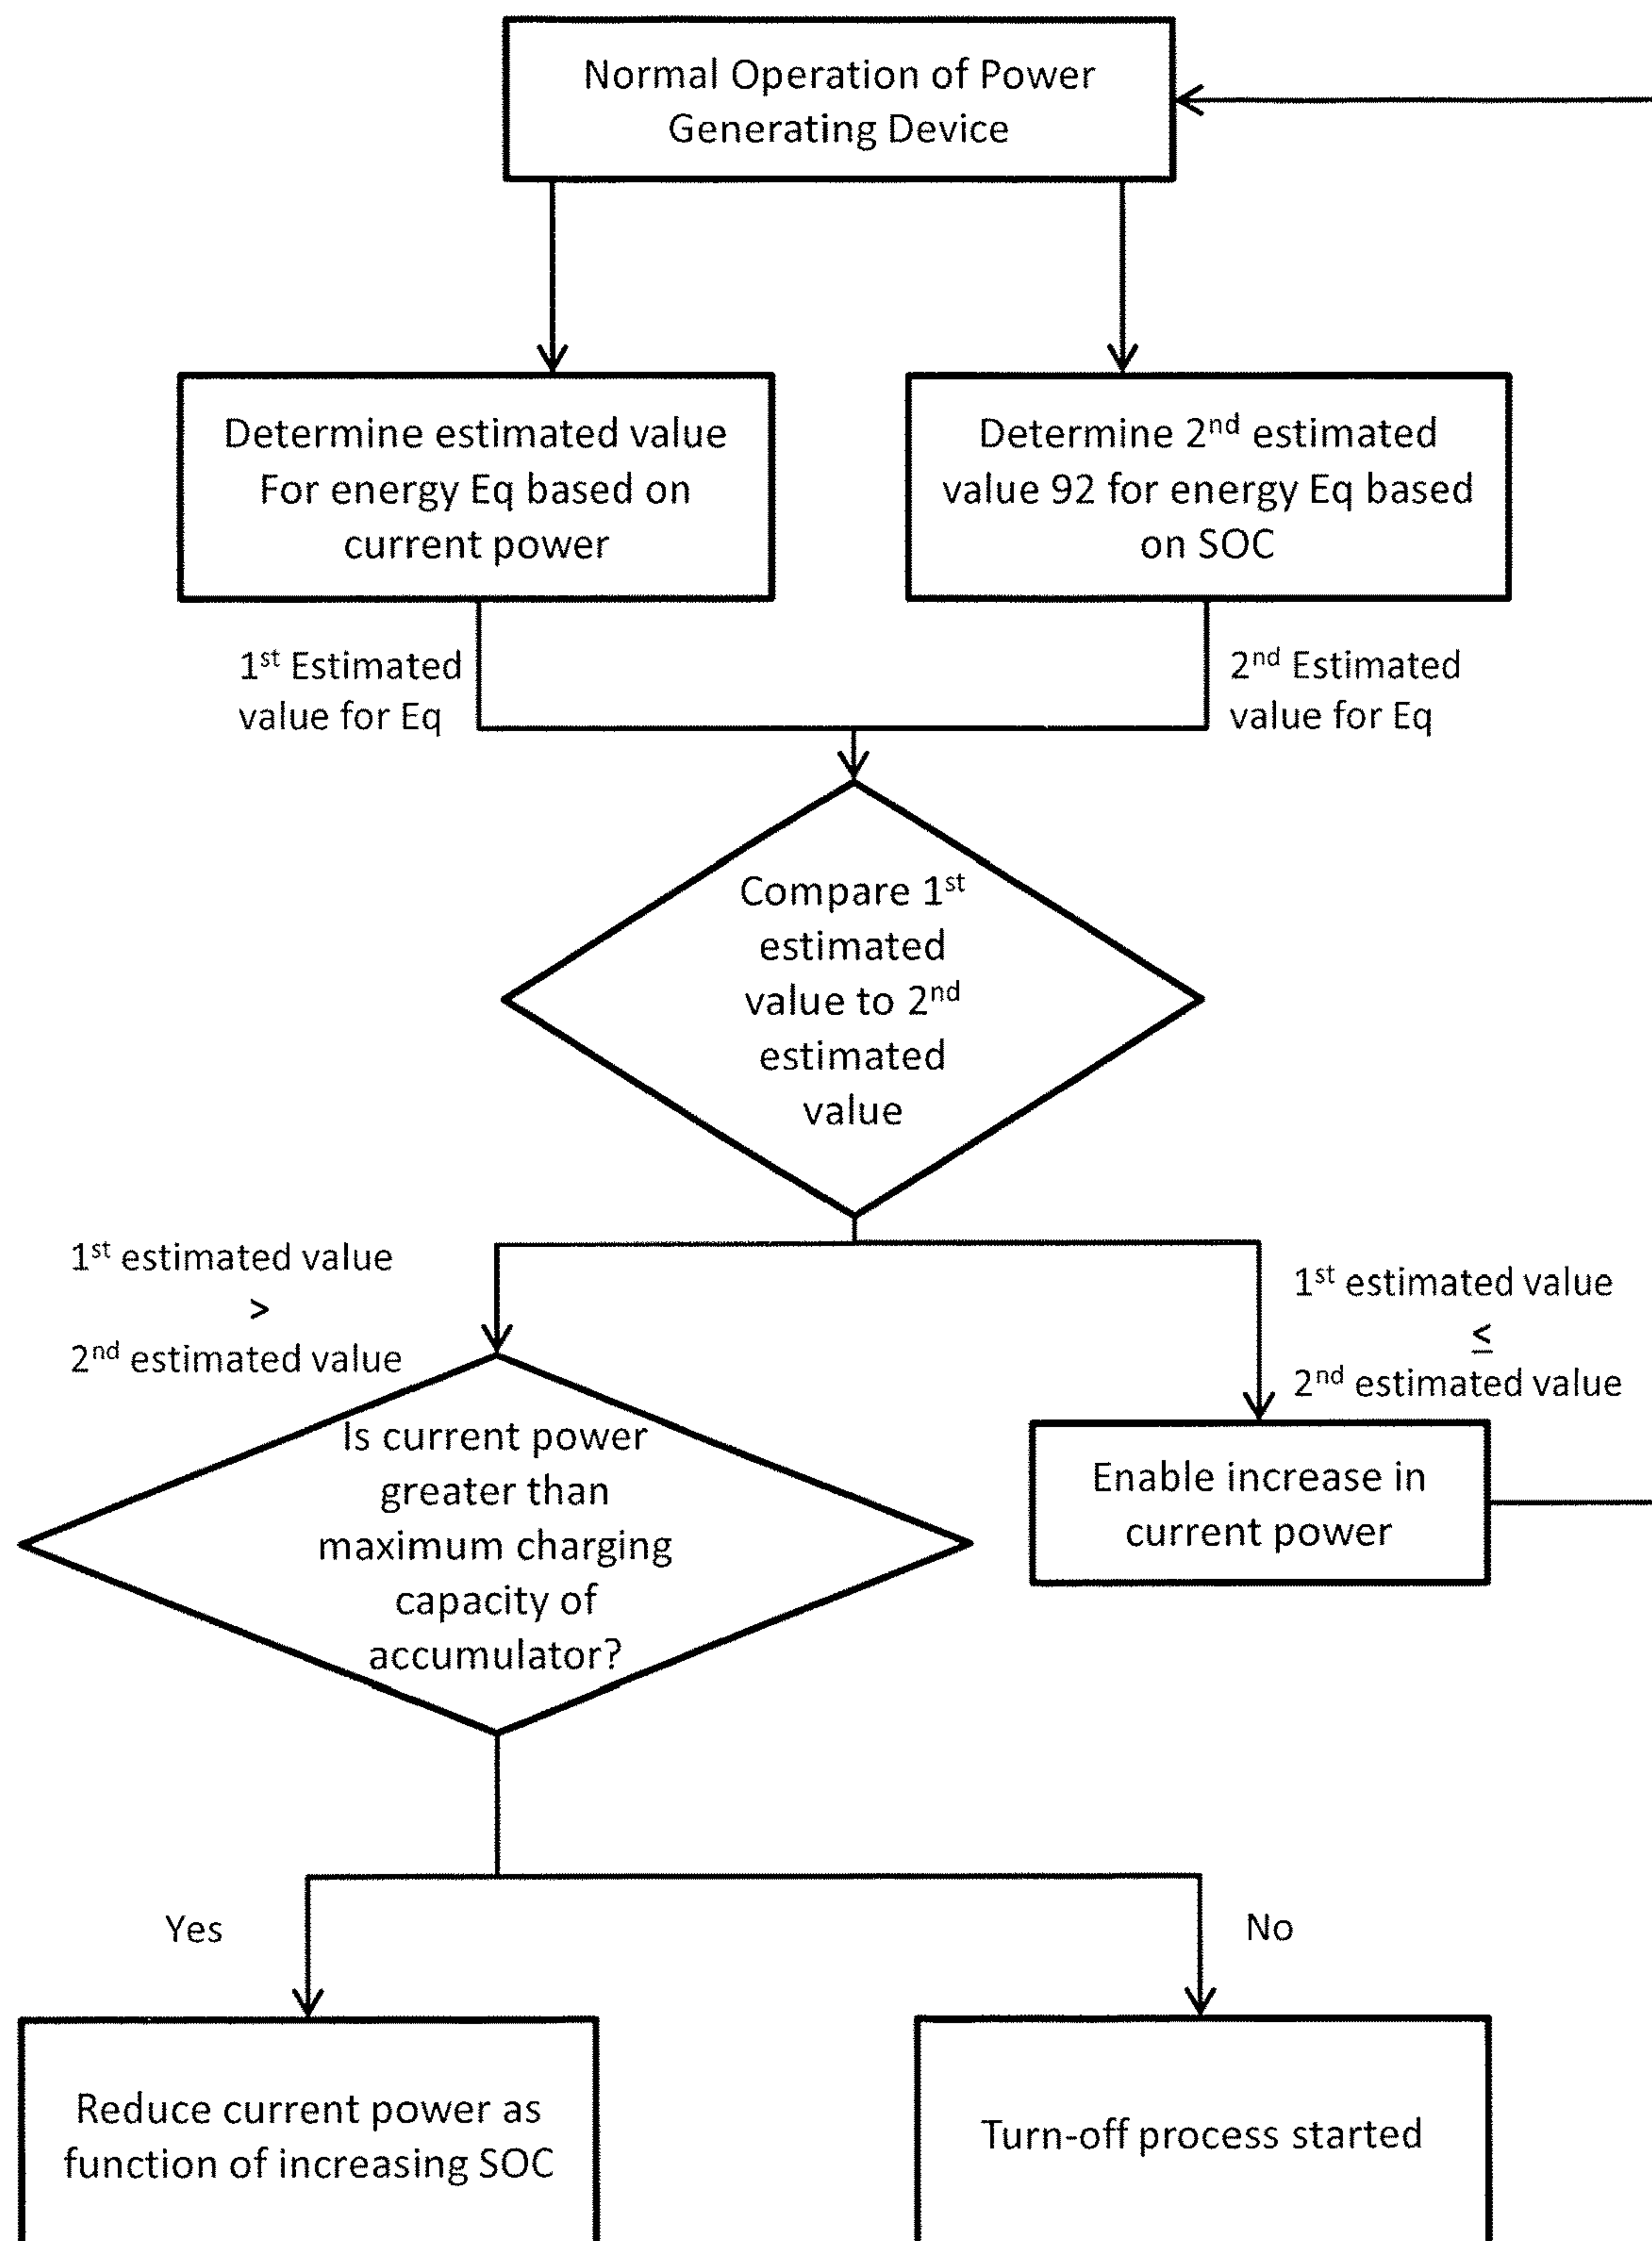 Normal Operation of Power
Generating Device
Determine estimated value
For energy Eq based on
current power
Determine 2nd estimated
value 92 for energy Eq based
on SOC
1st Estimated
value for Eq
2nd Estimated
value for Eq
Compare 1st
estimated
value to 2nd
estimated
value
1st estimated value
>
2nd estimated value
1st estimated value
≤
2nd estimated value
Is current power
greater than
maximum charging
capacity of
accumulator?
Enable increase in
current power
Yes
No
Reduce current power as
function of increasing SOC
Turn-off process started